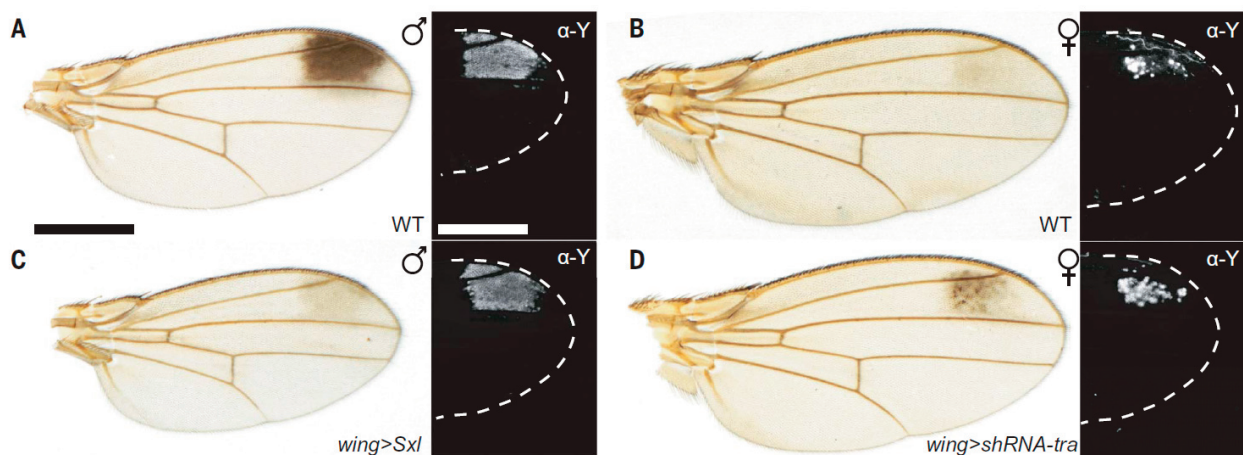 A ♂ α-Y
WT
B ♀ α-Y
WT
C ♂ α-Y
wing>Sxl
D ♀ α-Y
wing>shRNA-tra